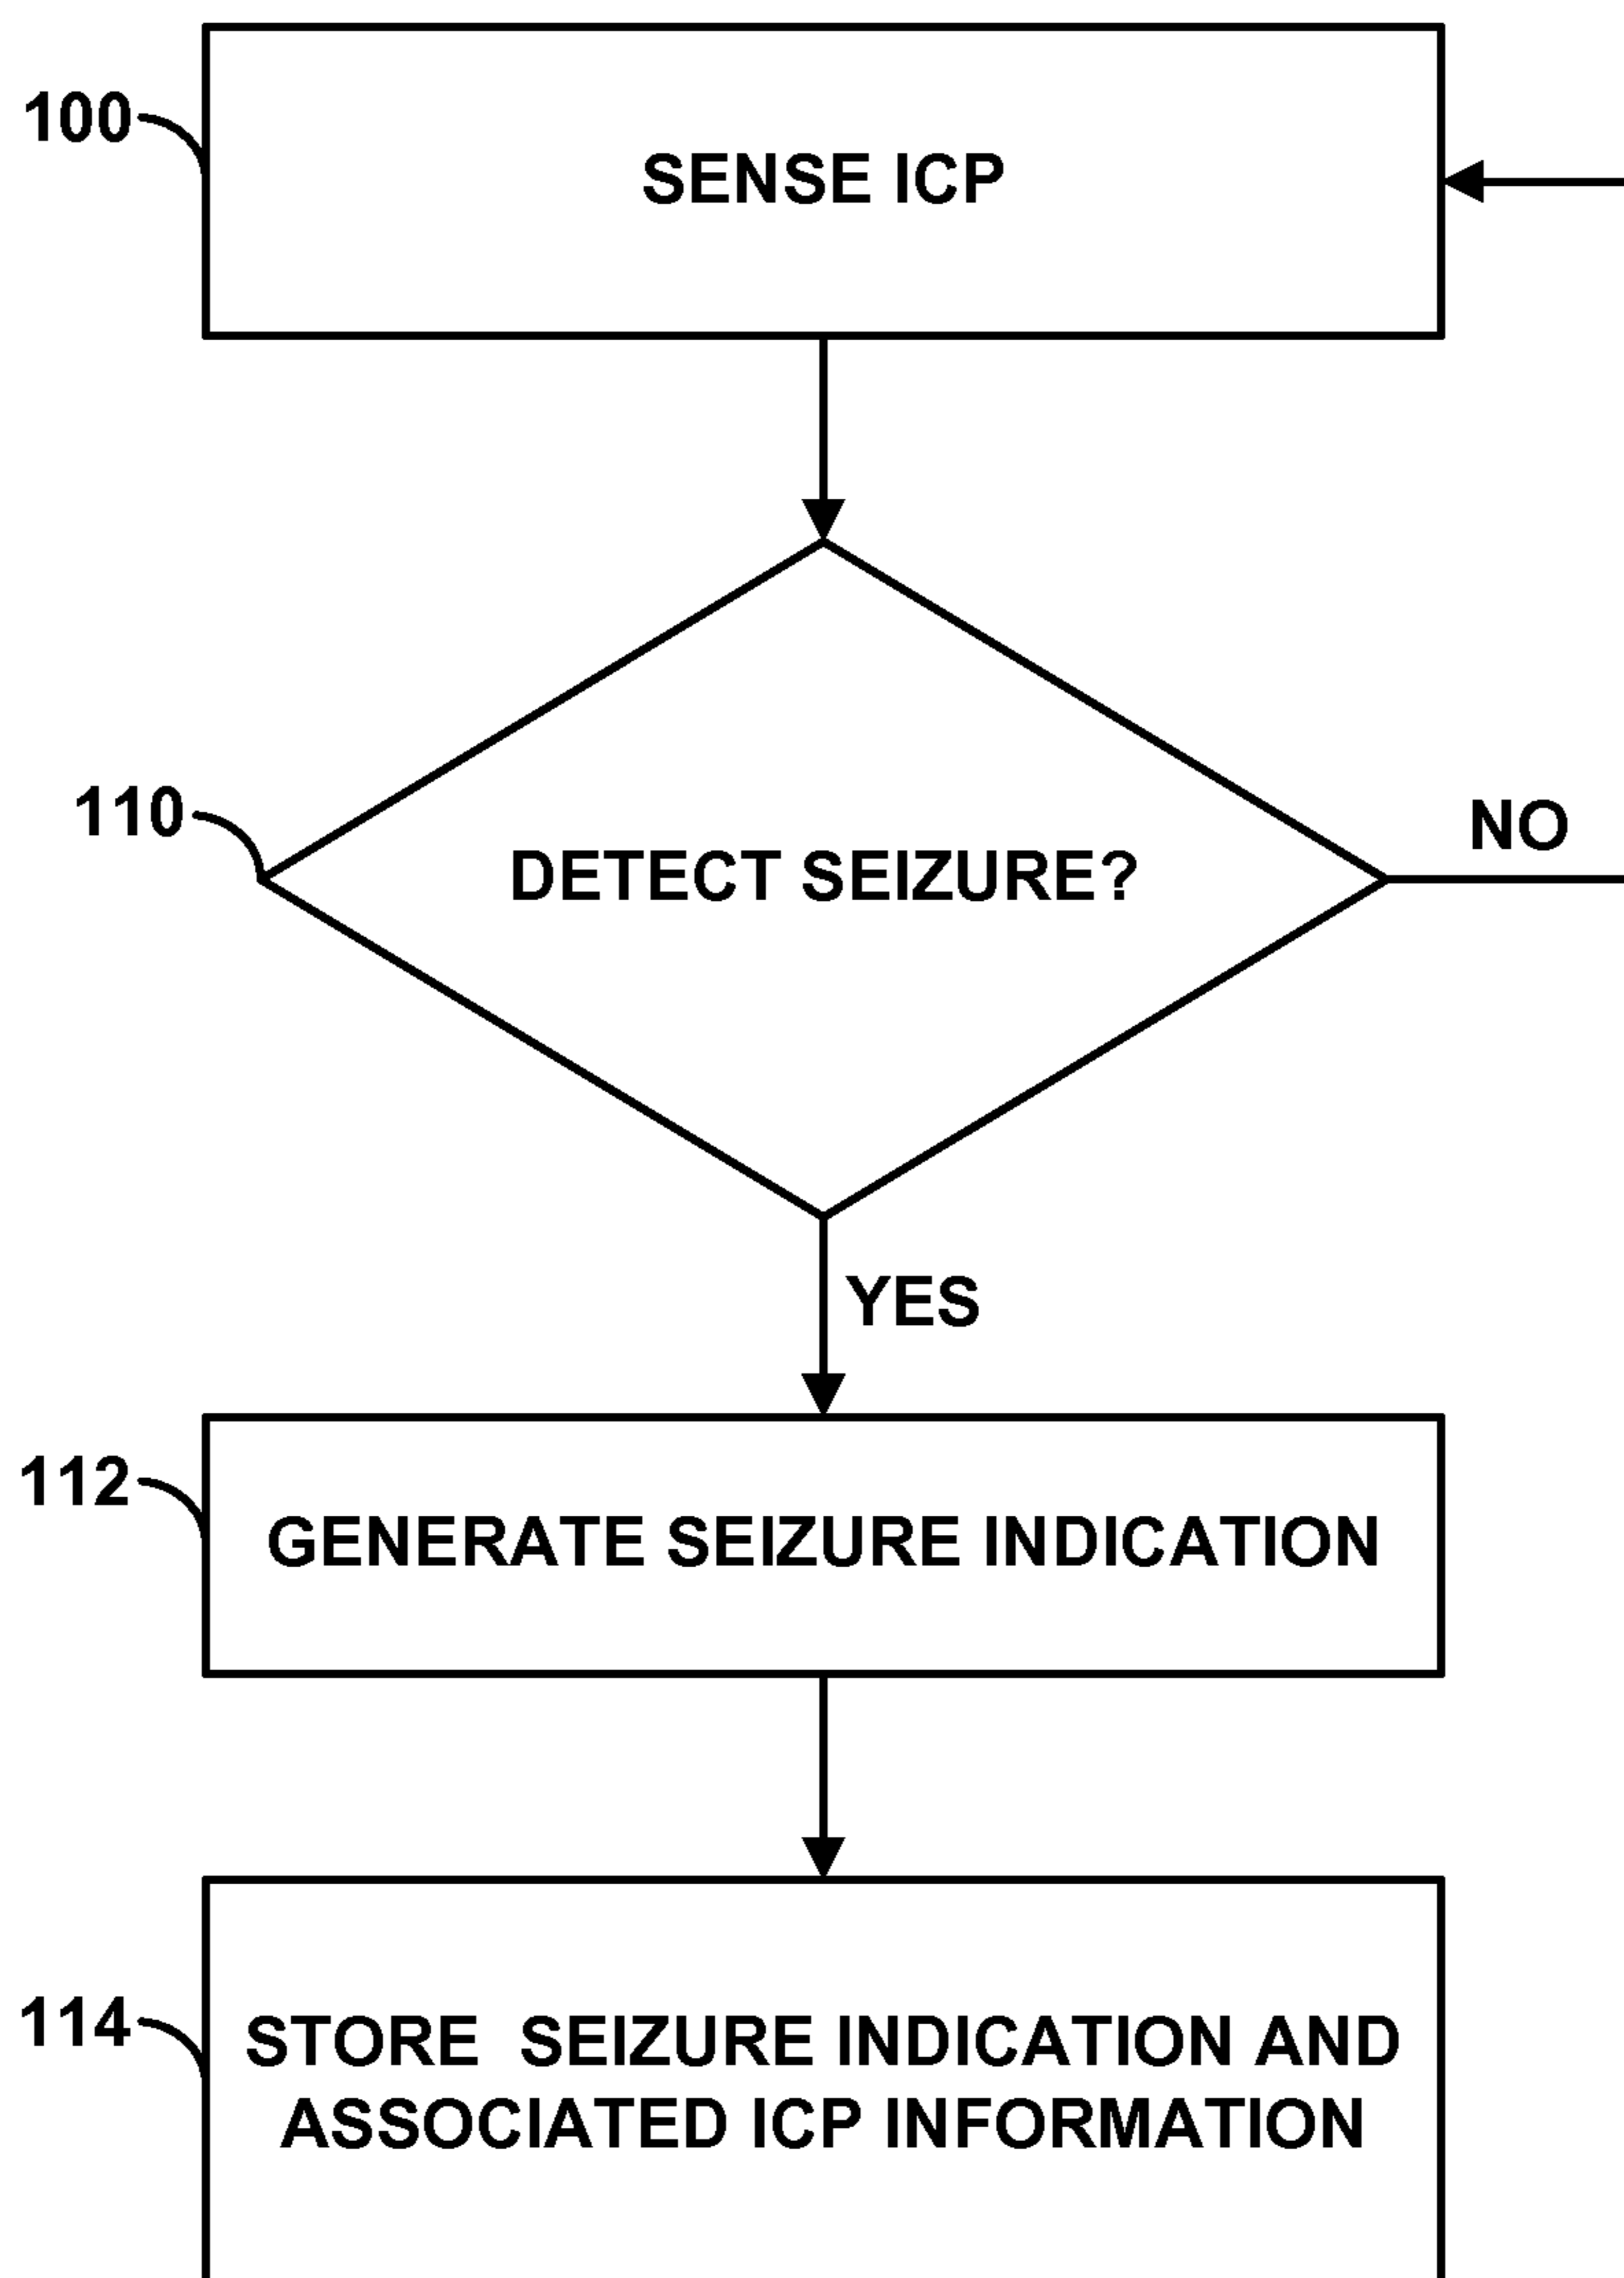 100
SENSE ICP
110
DETECT SEIZURE?
NO
YES
112
GENERATE SEIZURE INDICATION
114
STORE  SEIZURE INDICATION AND
ASSOCIATED ICP INFORMATION